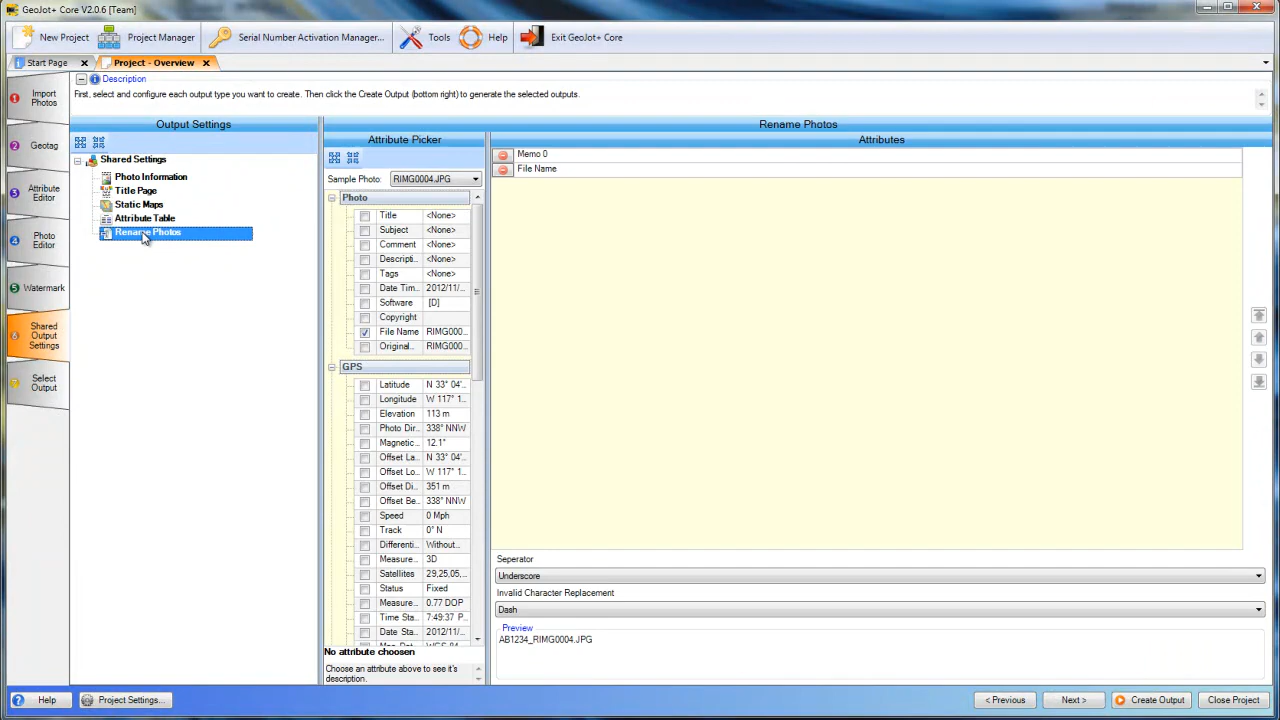 GeoJot+ Core V2.0.6 [Team]
New Project
Project Manager
Serial Number Activation Manager...
Tools
Help
Exit GeoJot+ Core
Start Page
Project - Overview
Description
First, select and configure each output type you want to create. Then click the Create Output (bottom right) to generate the selected outputs.
1 Import Photos
2 Geotag
3 Attribute Editor
4 Photo Editor
5 Watermark
Shared Output Settings
Select Output
Output Settings
Shared Settings
Photo Information
Title Page
Static Maps
Attribute Table
Rename Photos
Rename Photos
Attribute Picker
Sample Photo: RIMG0004.JPG
Photo
Title <None>
Subject <None>
Comment <None>
Descripti... <None>
Tags <None>
Date Tim... 2012/11/...
Software [D]
Copyright
File Name RIMG000...
Original... RIMG000...
GPS
Latitude N 33° 04'...
Longitude W 117° 1...
Elevation 113 m
Photo Dir... 338° NNW
Magnetic... 12.1°
Offset La... N 33° 04'...
Offset Lo... W 117° 1...
Offset Di... 351 m
Offset Be... 338° NNW
Speed 0 Mph
Track 0° N
Differenti... Without...
Measure... 3D
Satellites 29,25,05,...
Status Fixed
Measure... 0.77 DOP
Time Sta... 7:49:37 P...
Date Sta... 2012/11/...
No attribute choosen
Choose an attribute above to see it's description.
Attributes
Memo 0
File Name
Seperator
Underscore
Invalid Character Replacement
Dash
Preview
AB1234_RIMG0004.JPG
Help
Project Settings...
< Previous
Next >
Create Output
Close Project